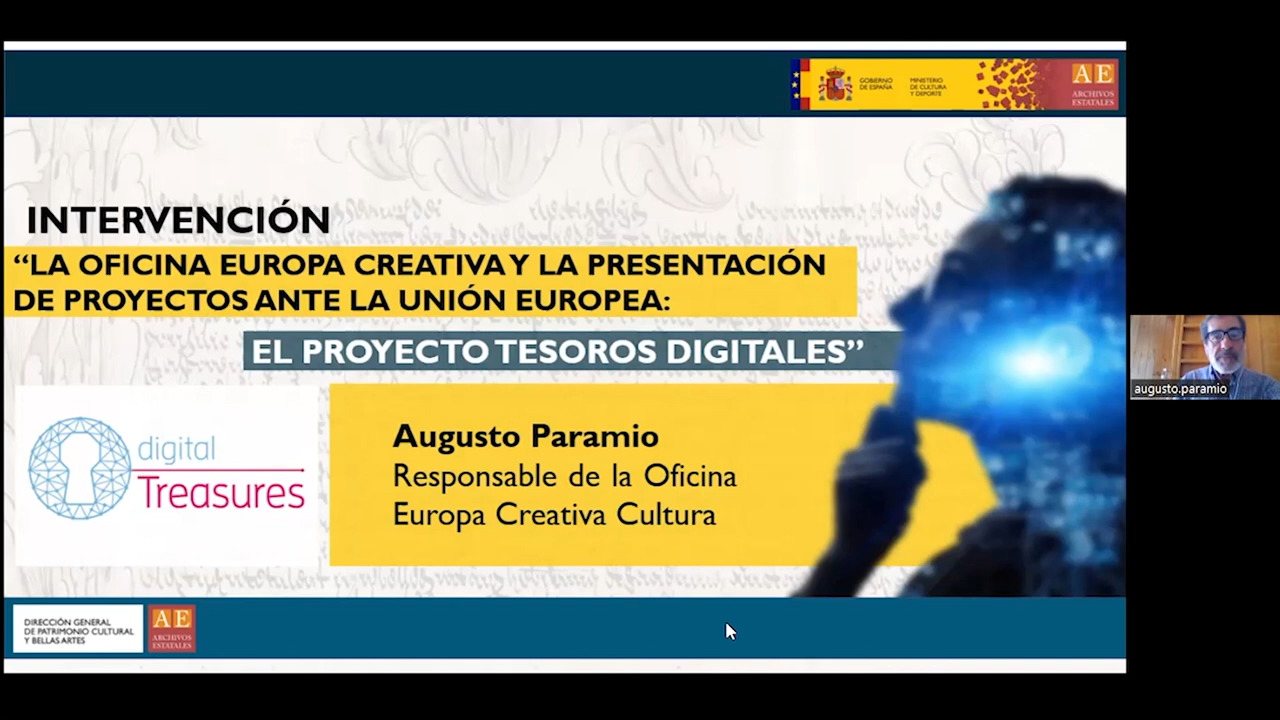 GOBIERNO
DE ESPAÑA
MINISTERIO
DE CULTURA
Y DEPORTE
AE
ARCHIVOS
ESTATALES
INTERVENCIÓN
“LA OFICINA EUROPA CREATIVA Y LA PRESENTACIÓN
DE PROYECTOS ANTE LA UNIÓN EUROPEA:
EL PROYECTO TESOROS DIGITALES”
digital
Treasures
Augusto Paramio
Responsable de la Oficina
Europa Creativa Cultura
augusto.paramio
DIRECCIÓN GENERAL
DE PATRIMONIO CULTURAL
Y BELLAS ARTES
AE
ARCHIVOS
ESTATALES